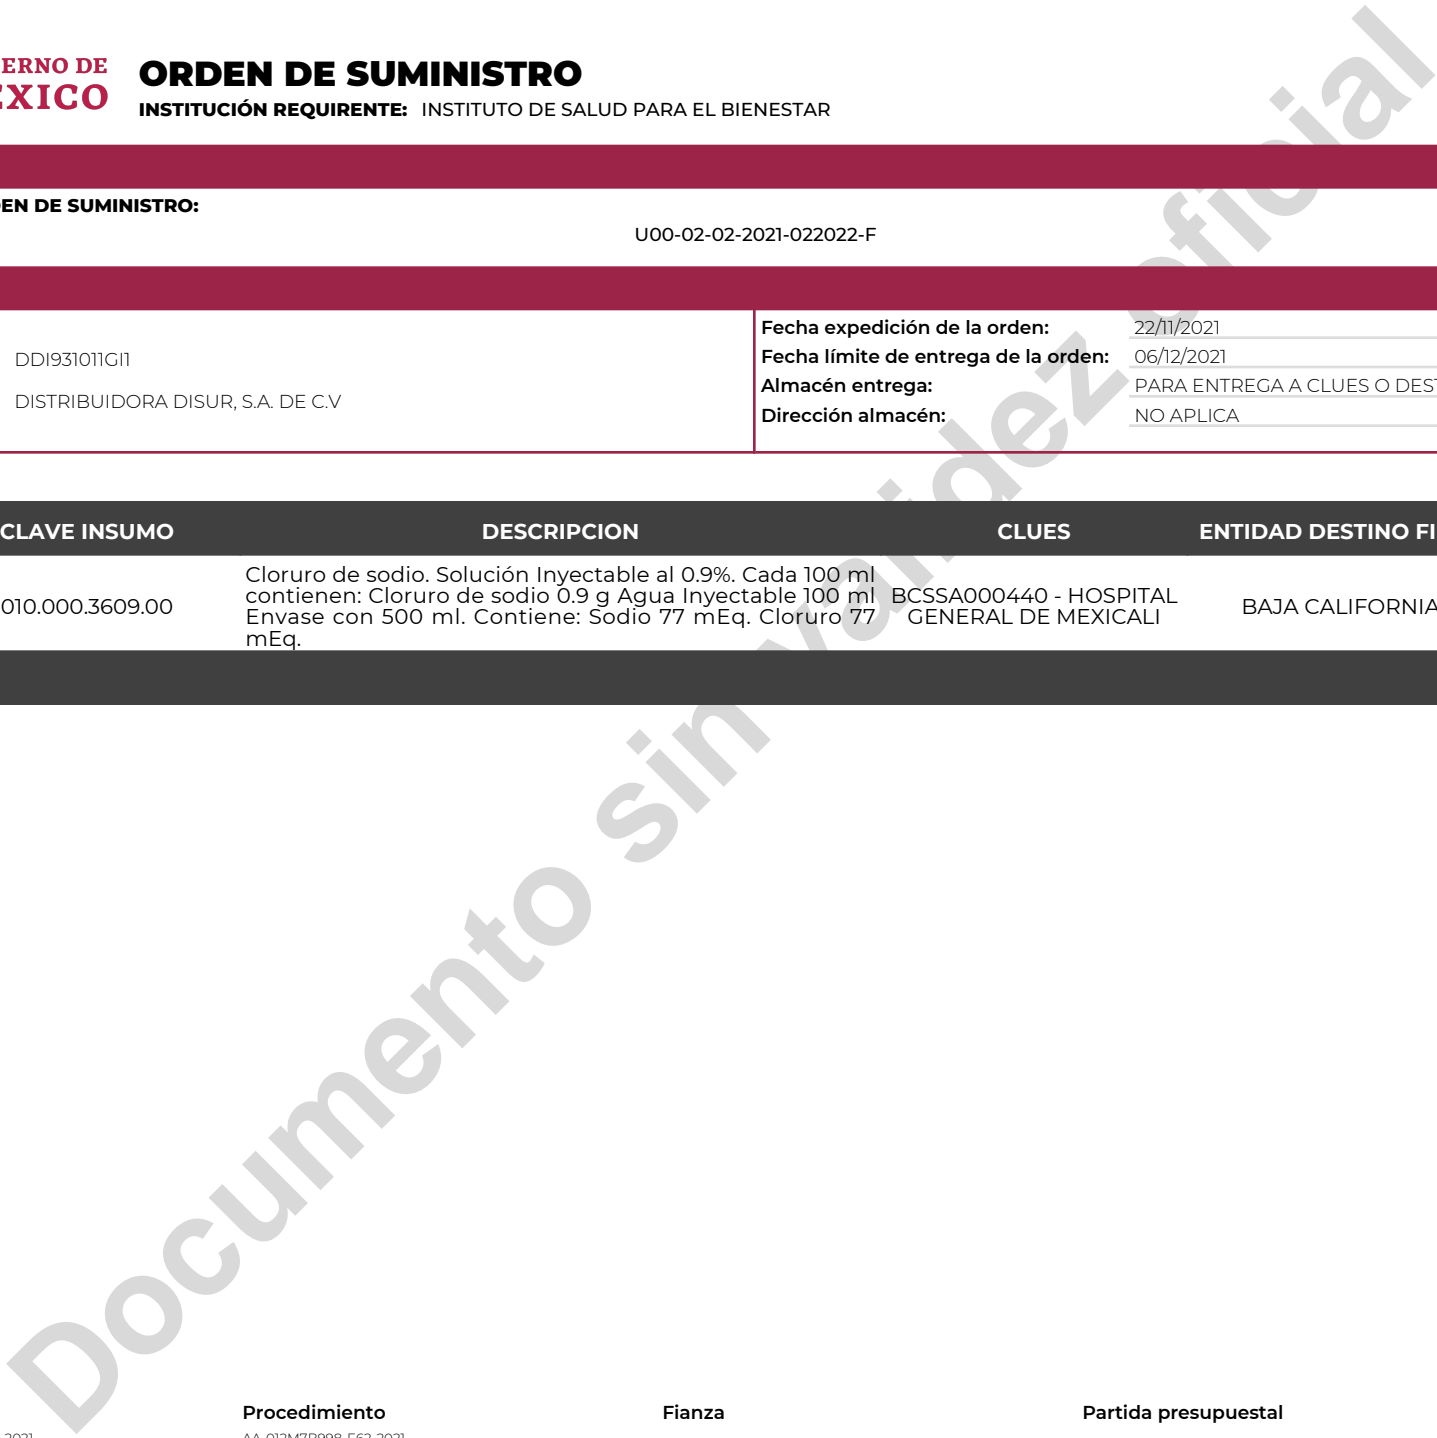 ERNO DE
ORDEN DE SUMINISTRO
EXICO
INSTITUCIÓN REQUIRENTE: INSTITUTO DE SALUD PARA EL BIENESTAR
EN DE SUMINISTRO:
U00-02-02-2021-022022-F
DDI931011GI1
DISTRIBUIDORA DISUR, S.A. DE C.V
Fecha expedición de la orden: 22/11/2021
Fecha límite de entrega de la orden: 06/12/2021
Almacén entrega: PARA ENTREGA A CLUES O DEST
Dirección almacén: NO APLICA
CLAVE INSUMO DESCRIPCION CLUES ENTIDAD DESTINO FI
010.000.3609.00
Cloruro de sodio. Solución Inyectable al 0.9%. Cada 100 ml
contienen: Cloruro de sodio 0.9 g Agua Inyectable 100 ml
Envase con 500 ml. Contiene: Sodio 77 mEq. Cloruro 77
mEq.
BCSSA000440 - HOSPITAL
GENERAL DE MEXICALI
BAJA CALIFORNIA
Documento sin validez oficial
Procedimiento Fianza Partida presupuestal